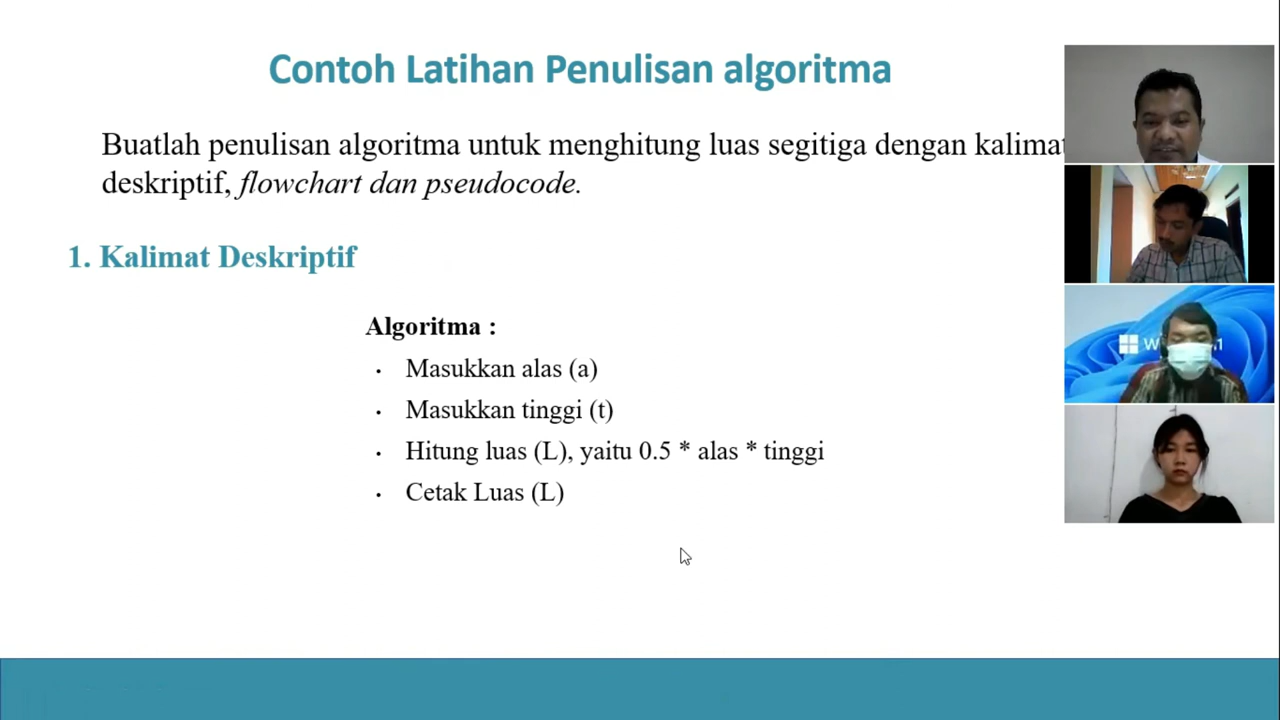 Contoh Latihan Penulisan algoritma
Buatlah penulisan algoritma untuk menghitung luas segitiga dengan kalimat
deskriptif, flowchart dan pseudocode.
1. Kalimat Deskriptif
Algoritma :
• Masukkan alas (a)
• Masukkan tinggi (t)
• Hitung luas (L), yaitu 0.5 * alas * tinggi
• Cetak Luas (L)